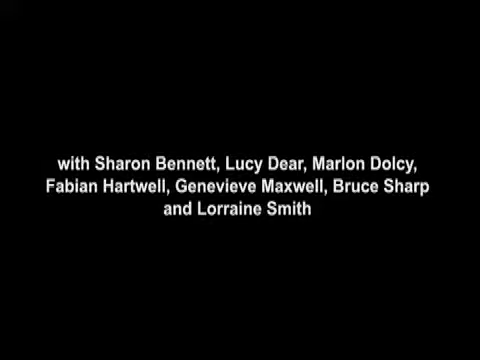 with Sharon Bennett, Lucy Dear, Marlon Dolcy,
Fabian Hartwell, Genevieve Maxwell, Bruce Sharp
and Lorraine Smith